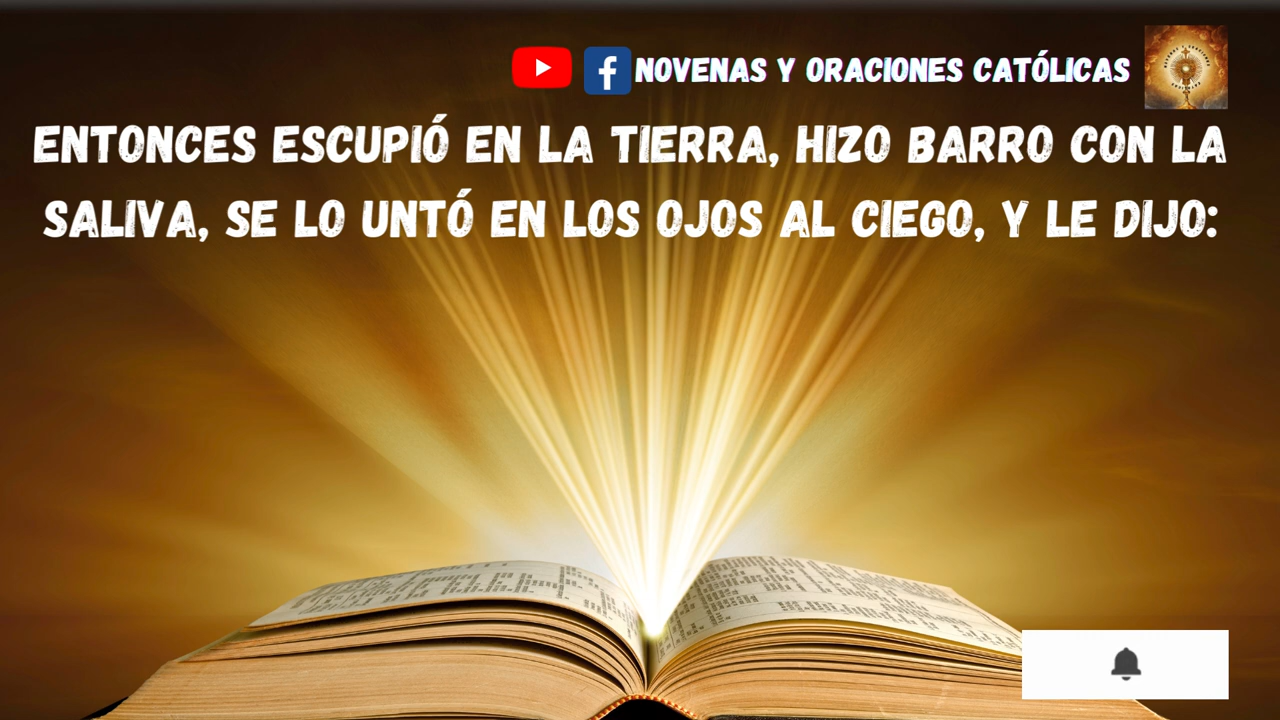 NOVENAS Y ORACIONES CATÓLICAS
ENTONCES ESCUPIÓ EN LA TIERRA, HIZO BARRO CON LA
SALIVA, SE LO UNTÓ EN LOS OJOS AL CIEGO, Y LE DIJO: